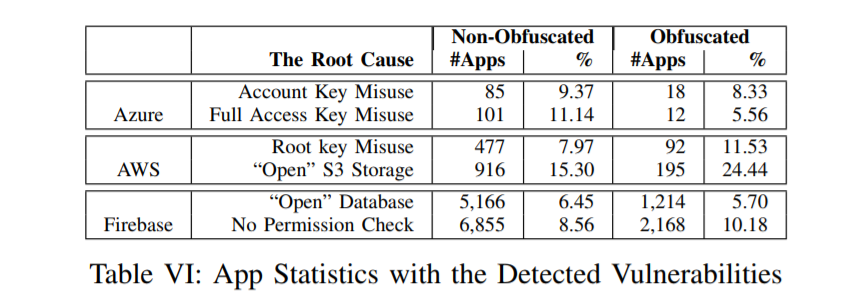 Non-Obfuscated Obfuscated
The Root Cause #Apps % #Apps %
Account Key Misuse 85 9.37 18 8.33
Azure Full Access Key Misuse 101 11.14 12 5.56
Root key Misuse 477 7.97 92 11.53
AWS “Open” S3 Storage 916 15.30 195 24.44
“Open” Database 5,166 6.45 1,214 5.70
Firebase No Permission Check 6,855 8.56 2,168 10.18
Table VI: App Statistics with the Detected Vulnerabilities